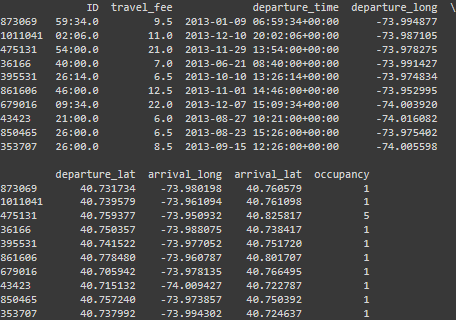 ID travel_fee departure_time departure_long \
873069 59:34.0 9.5 2013-01-09 06:59:34+00:00 -73.994877
1011041 02:06.0 11.0 2013-12-10 20:02:06+00:00 -73.987105
475131 54:00.0 21.0 2013-11-29 13:54:00+00:00 -73.978275
36166 40:00.0 7.0 2013-06-21 08:40:00+00:00 -73.991427
395531 26:14.0 6.5 2013-10-10 13:26:14+00:00 -73.974834
861606 46:00.0 12.5 2013-11-01 14:46:00+00:00 -73.952995
679016 09:34.0 22.0 2013-12-07 15:09:34+00:00 -74.003920
43423 21:00.0 6.0 2013-08-27 10:21:00+00:00 -74.016082
850465 26:00.0 6.5 2013-08-23 15:26:00+00:00 -73.975402
353707 26:00.0 8.5 2013-09-15 12:26:00+00:00 -74.005598
departure_lat arrival_long arrival_lat occupancy
873069 40.731734 -73.980198 40.760579 1
1011041 40.739579 -73.961094 40.761098 1
475131 40.759377 -73.950932 40.825817 5
36166 40.750357 -73.988075 40.738417 1
395531 40.741522 -73.977052 40.751720 1
861606 40.778480 -73.960787 40.801707 1
679016 40.705942 -73.978135 40.766495 1
43423 40.715132 -74.009427 40.722787 1
850465 40.757240 -73.973857 40.750392 1
353707 40.737992 -73.994302 40.724637 1